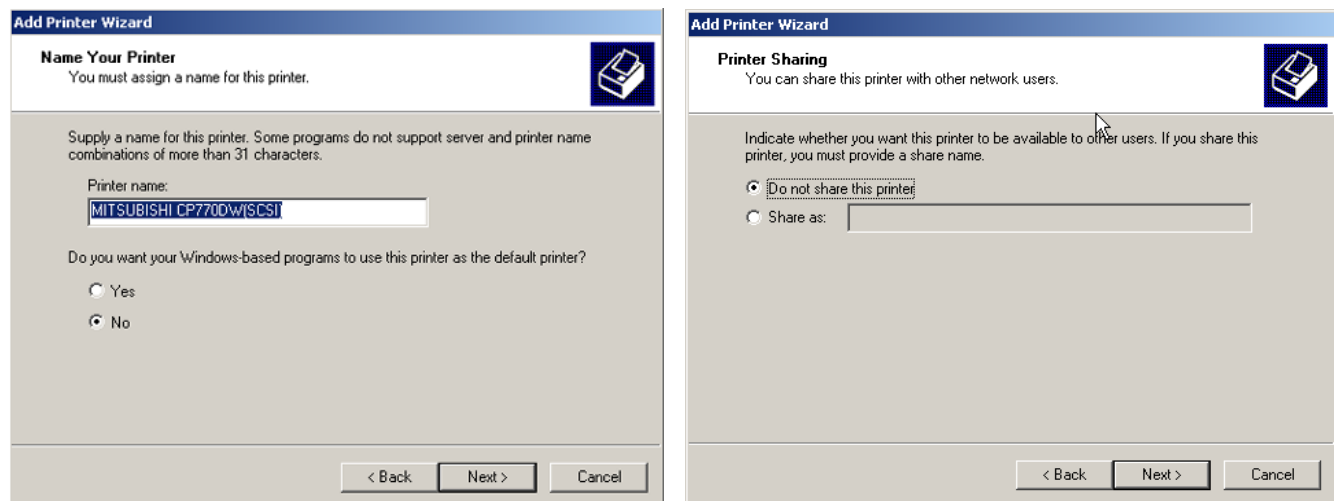 Add Printer Wizard
Name Your Printer
You must assign a name for this printer.
Supply a name for this printer. Some programs do not support server and printer name
combinations of more than 31 characters.
Printer name:
MITSUBISHI CP770DW(SCSI)
Do you want your Windows-based programs to use this printer as the default printer?
Yes
No
< Back
Next >
Cancel
Add Printer Wizard
Printer Sharing
You can share this printer with other network users.
Indicate whether you want this printer to be available to other users. If you share this
printer, you must provide a share name.
Do not share this printer
Share as:
< Back
Next >
Cancel